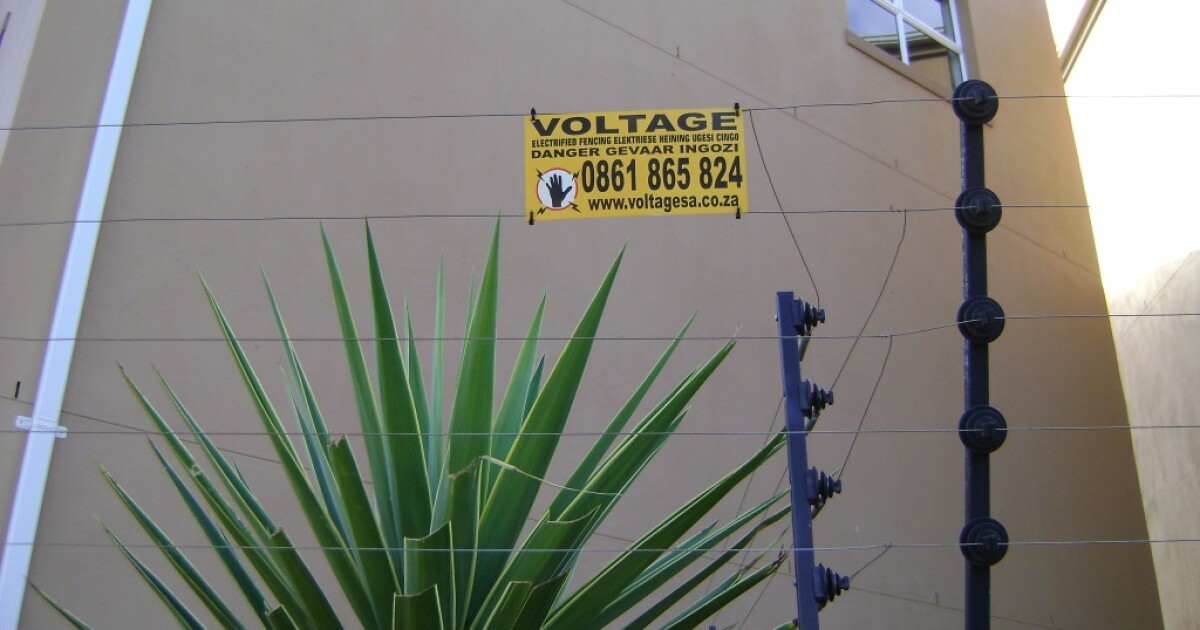 VOLTAGE
ELECTRIFIED FENCING ELEKTRIESE HEINING UGESI CINGO
DANGER GEVAAR INGOZI
0861 865 824
www.voltagesa.co.za